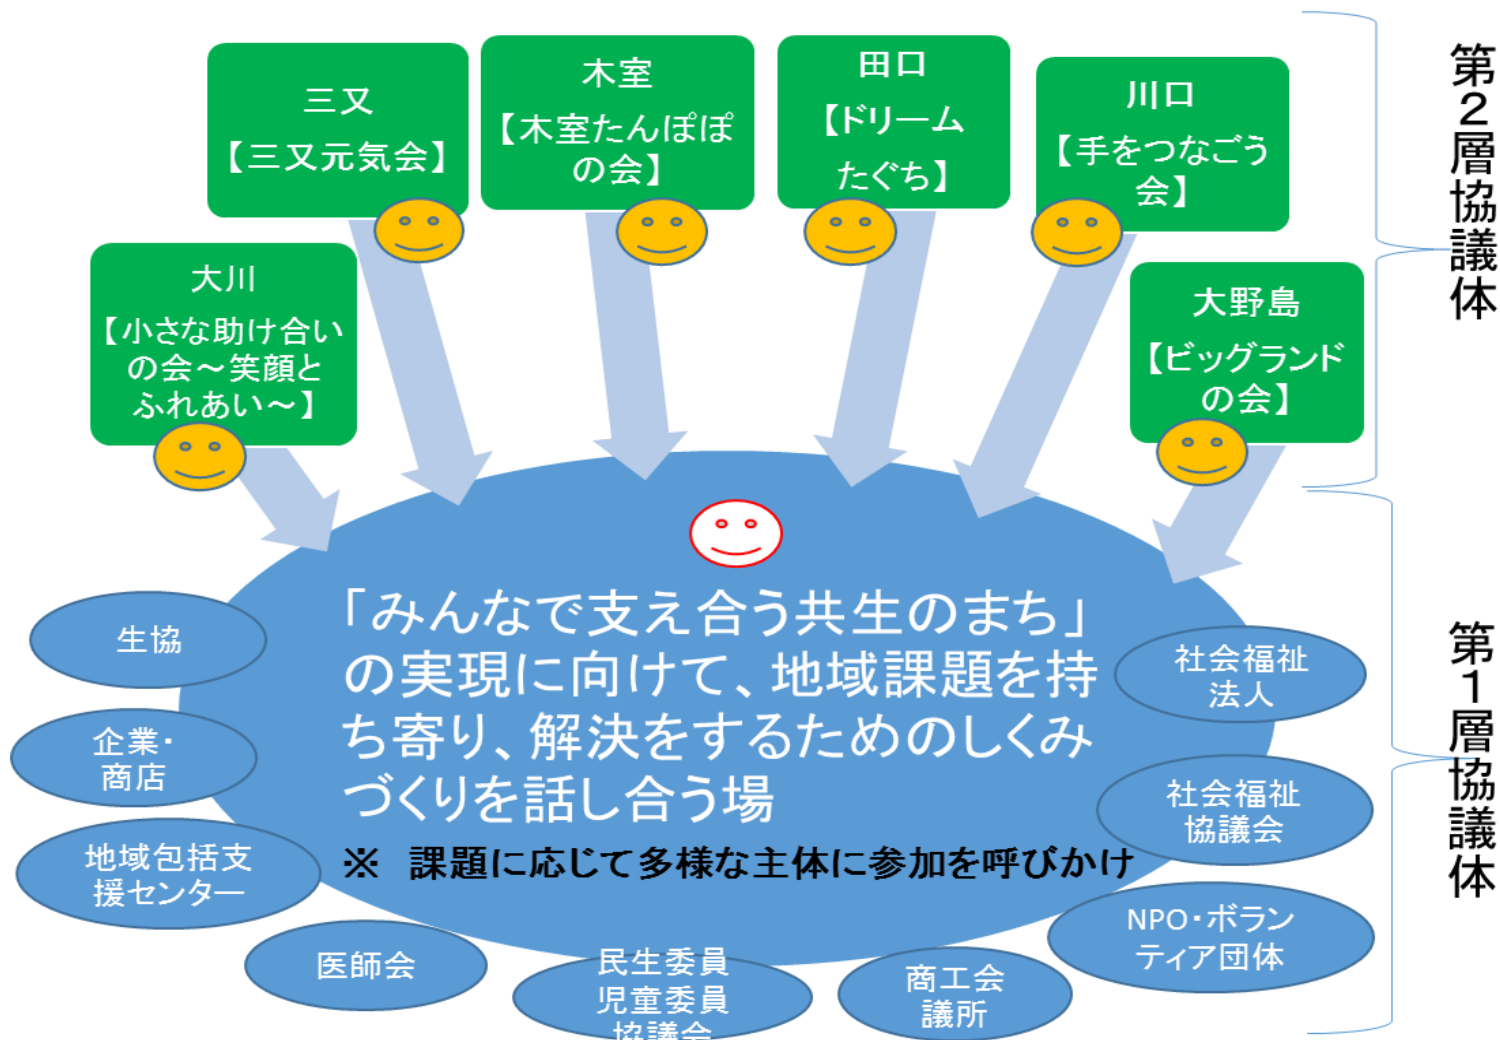 三又
【三又元気会】
木室
【木室たんぽぽ
の会】
田口
【ドリーム
たぐち】
川口
【手をつなごう
会】
大川
【小さな助け合い
の会～笑顔と
ふれあい～】
大野島
【ビッグランド
の会】
第2層協議体
「みんなで支え合う共生のまち」
の実現に向けて、地域課題を持
ち寄り、解決をするためのしくみ
づくりを話し合う場
※ 課題に応じて多様な主体に参加を呼びかけ
生協
企業・
商店
地域包括支
援センター
医師会
民生委員
児童委員
協議会
商工会
議所
NPO・ボラン
ティア団体
社会福祉
協議会
社会福祉
法人
第1層協議体